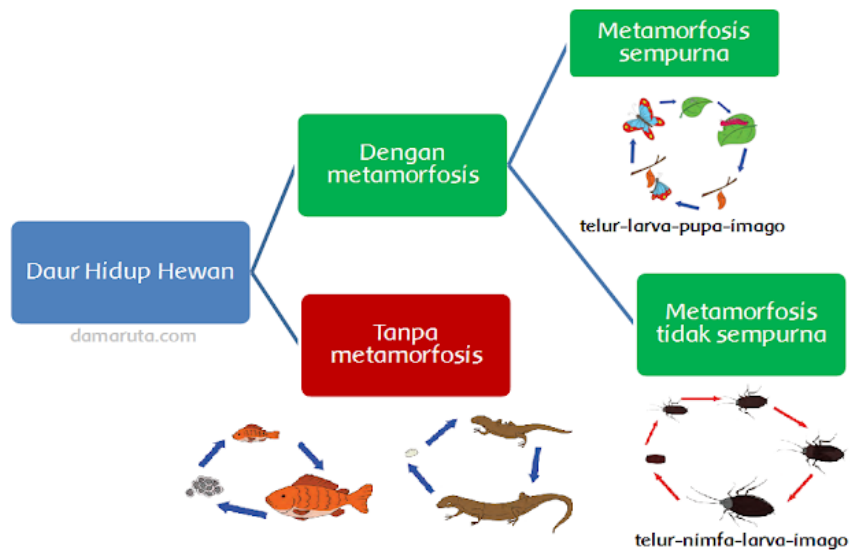 Metamorfosis
sempurna
Dengan
metamorfosis
telur-larva-pupa-imago
Daur Hidup Hewan
damaruta.com
Tanpa
metamorfosis
Metamorfosis
tidak sempurna
telur-nimfa-larva-imago